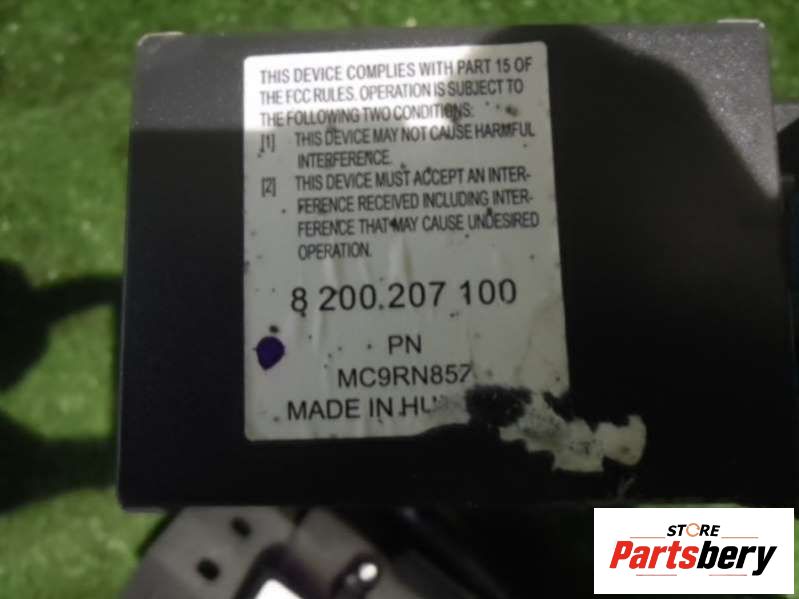 THIS DEVICE COMPLIES WITH PART 15 OF
THE FCC RULES. OPERATION IS SUBJECT TO
THE FOLLOWING TWO CONDITIONS:
[1] THIS DEVICE MAY NOT CAUSE HARMFUL
INTERFERENCE.
[2] THIS DEVICE MUST ACCEPT AN INTER-
FERENCE RECEIVED INCLUDING INTER-
FERENCE THAT MAY CAUSE UNDESIRED
OPERATION.
8 200.207 100
PN
MC9RN857
MADE IN
STORE
Partsbery